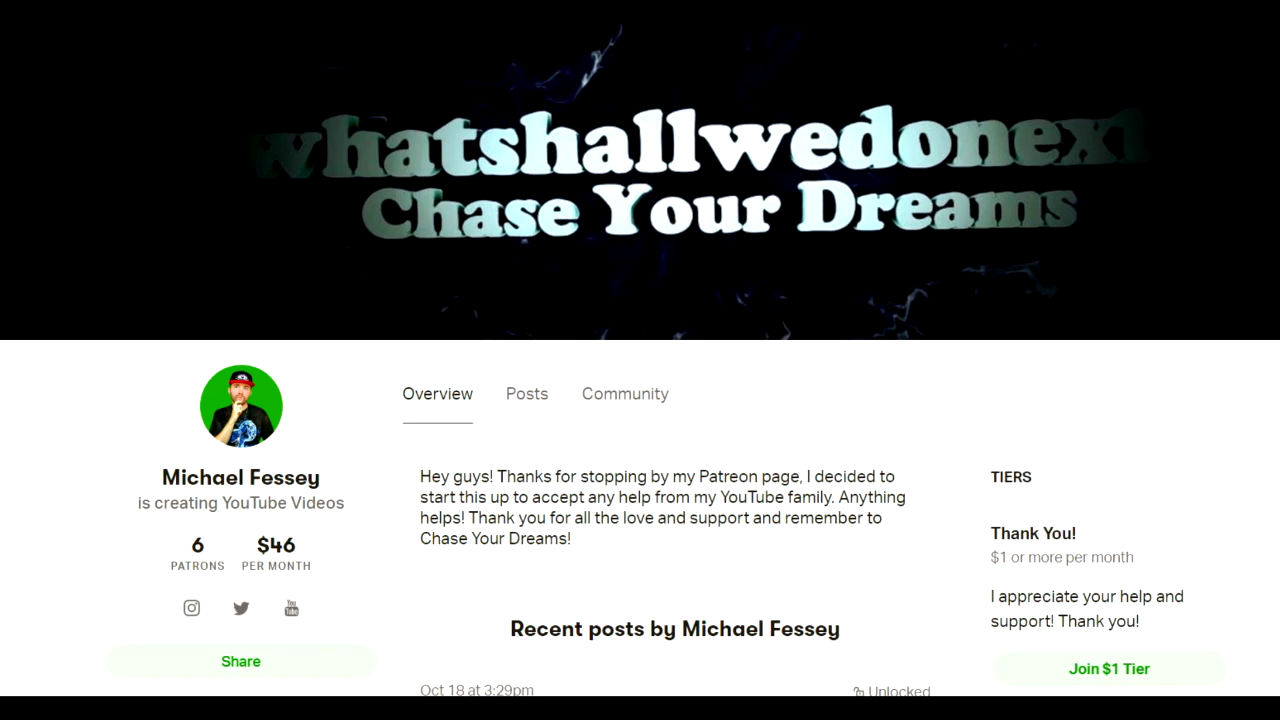 whatshallwedonext
Chase Your Dreams
Overview Posts Community
Michael Fessey
is creating YouTube Videos
6 $46
PATRONS PER MONTH
Share
Hey guys! Thanks for stopping by my Patreon page, I decided to
start this up to accept any help from my YouTube family. Anything
helps! Thank you for all the love and support and remember to
Chase Your Dreams!
Recent posts by Michael Fessey
Oct 18 at 3:29pm Unlocked
TIERS
Thank You!
$1 or more per month
I appreciate your help and
support! Thank you!
Join $1 Tier